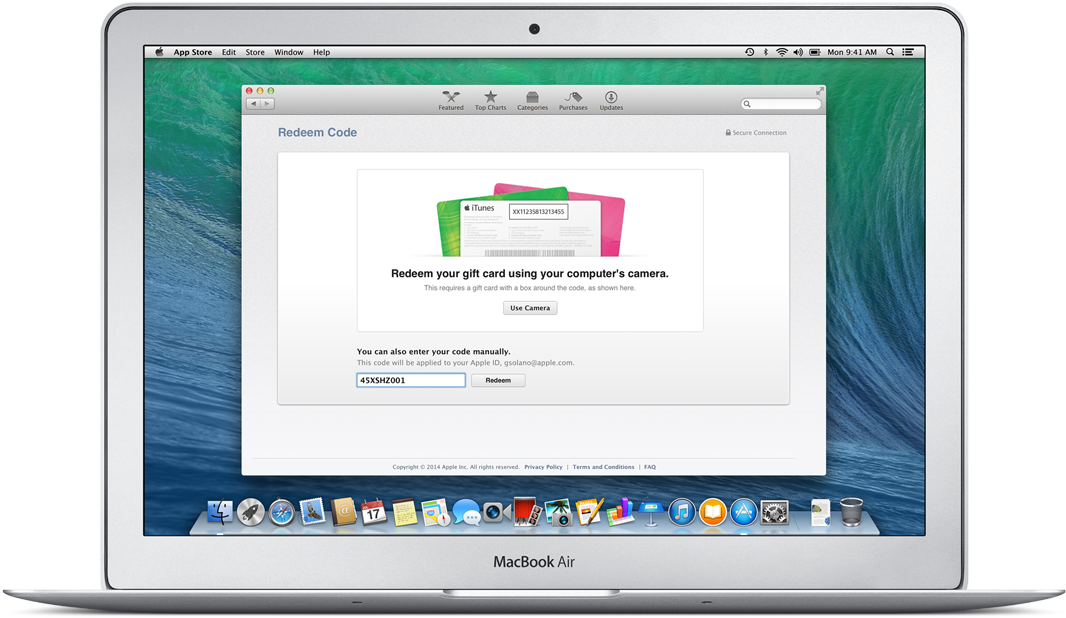 App Store Edit Store Window Help Mon 9:41 AM
Featured Top Charts Categories Purchases Updates
Redeem Code
Secure Connection
iTunes
XX11235813213455
Redeem your gift card using your computer's camera.
This requires a gift card with a box around the code, as shown here.
Use Camera
You can also enter your code manually.
This code will be applied to your Apple ID, gsolano@apple.com.
45XSHZ001 Redeem
Copyright © 2014 Apple Inc. All rights reserved. Privacy Policy | Terms and Conditions | FAQ
17
MacBook Air